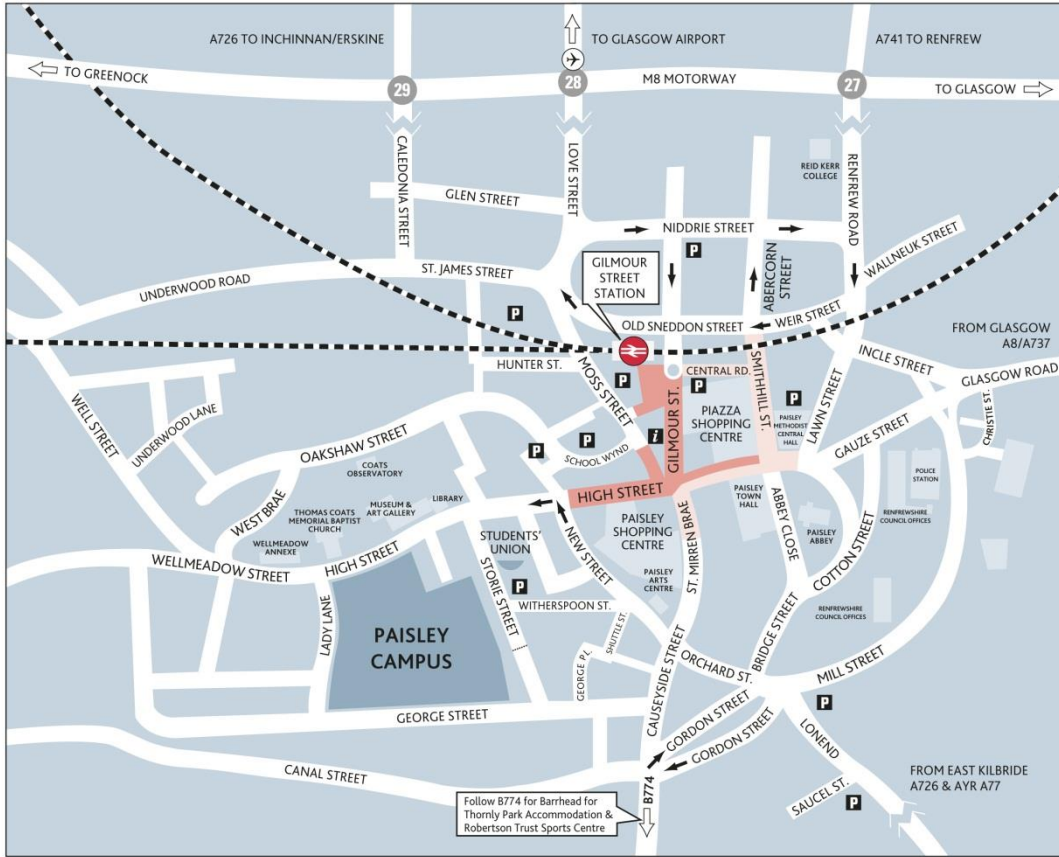 A726 TO INCHINNAN/ERSKINE
TO GLASGOW AIRPORT
A741 TO RENFREW
TO GREENOCK
29
28
27
M8 MOTORWAY
TO GLASGOW
CALEDONIA STREET
LOVE STREET
RENFREW ROAD
REID KERR
COLLEGE
GLEN STREET
NIDDRIE STREET
P
WALLNEUK STREET
ABERCORN
STREET
GILMOUR
STREET
STATION
ST. JAMES STREET
UNDERWOOD ROAD
P
OLD SNEDDON STREET
WEIR STREET
FROM GLASGOW
A8/A737
INCLE STREET
GLASGOW ROAD
HUNTER ST.
MOSS STREET
P
CENTRAL RD.
P
SMITHHILL ST.
P
LAWN STREET
CHRISTIE ST.
WELL STREET
UNDERWOOD LANE
GILMOUR ST.
PIAZZA
SHOPPING
CENTRE
PAISLEY
METHODIST
CENTRAL
HALL
GAUZE STREET
OAKSHAW STREET
P
P
i
SCHOOL WYND
COATS
OBSERVATORY
POLICE
STATION
WEST BRAE
MUSEUM &
ART GALLERY
LIBRARY
HIGH STREET
PAISLEY
TOWN
HALL
RENFREWSHIRE
COUNCIL OFFICES
THOMAS COATS
MEMORIAL BAPTIST
CHURCH
WELLMEADOW
ANNEXE
STUDENTS'
UNION
NEW STREET
PAISLEY
SHOPPING
CENTRE
ST. MIRREN BRAE
ABBEY CLOSE
PAISLEY
ABBEY
COTTON STREET
WELLMEADOW STREET
HIGH STREET
PAISLEY
ARTS
CENTRE
P
WITHERSPOON ST.
STORIE STREET
SHUTTLE ST.
RENFREWSHIRE
COUNCIL OFFICES
LADY LANE
PAISLEY
CAMPUS
BRIDGE STREET
GEORGE PL.
ORCHARD ST.
MILL STREET
CAUSEYSIDE STREET
GEORGE STREET
GORDON STREET
GORDON STREET
P
LONEND
CANAL STREET
B774
SAUCEL ST.
P
FROM EAST KILBRIDE
A726 & AYR A77
Follow B774 for Barrhead for
Thornly Park Accommodation &
Robertson Trust Sports Centre